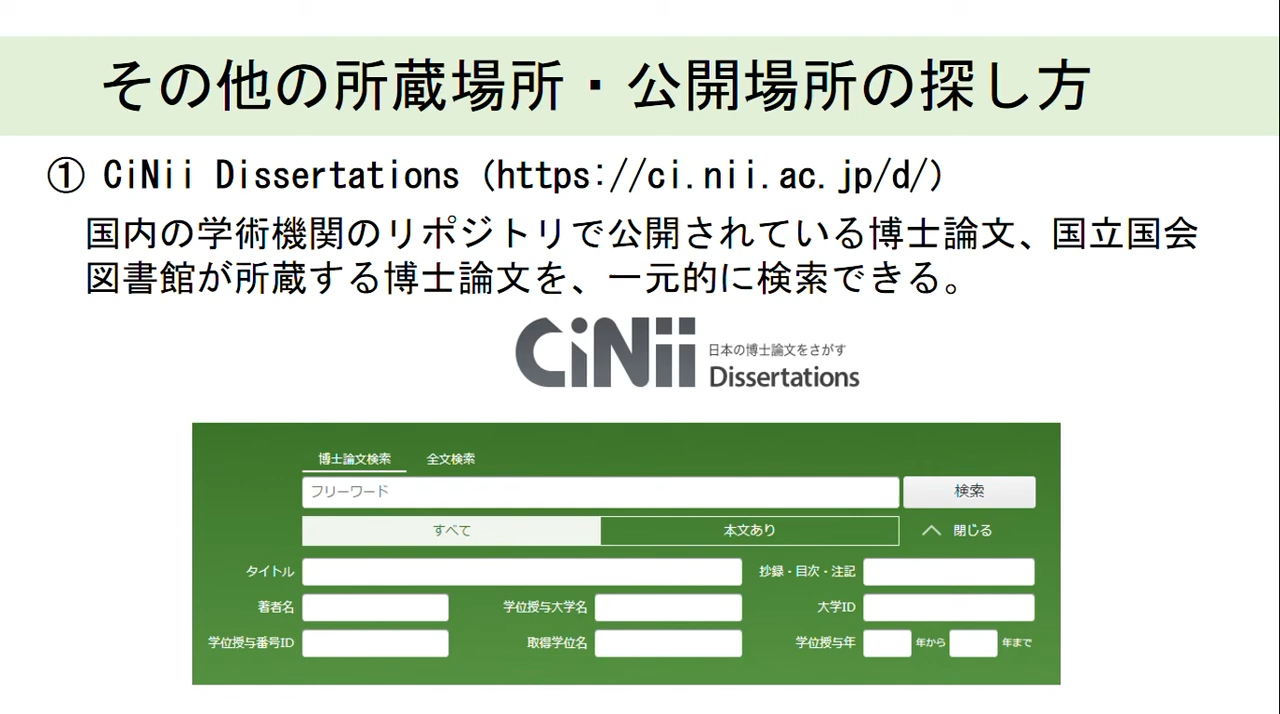 その他の所蔵場所・公開場所の探し方
① CiNii Dissertations（https://ci.nii.ac.jp/d/）
国内の学術機関のリポジトリで公開されている博士論文、国立国会
図書館が所蔵する博士論文を、一元的に検索できる。
CiNii 日本の博士論文をさがす
Dissertations
博士論文検索 全文検索
フリーワード 検索
すべて 本文あり 閉じる
タイトル 抄録・目次・注記
著者名 学位授与大学名 大学ID
学位授与番号ID 取得学位名 学位授与年 年から 年まで